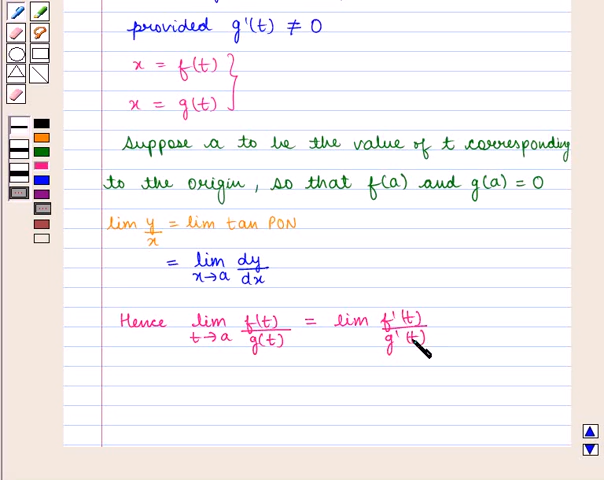 provided g'(t) ≠ 0
x = f(t) }
x = g(t)
Suppose a to be the value of t corresponding
to the origin, so that f(a) and g(a) = 0
lim y/x = lim tan PON
= lim x→a dy/dx
Hence lim t→a f(t)/g(t) = lim f'(t)/g'(t)